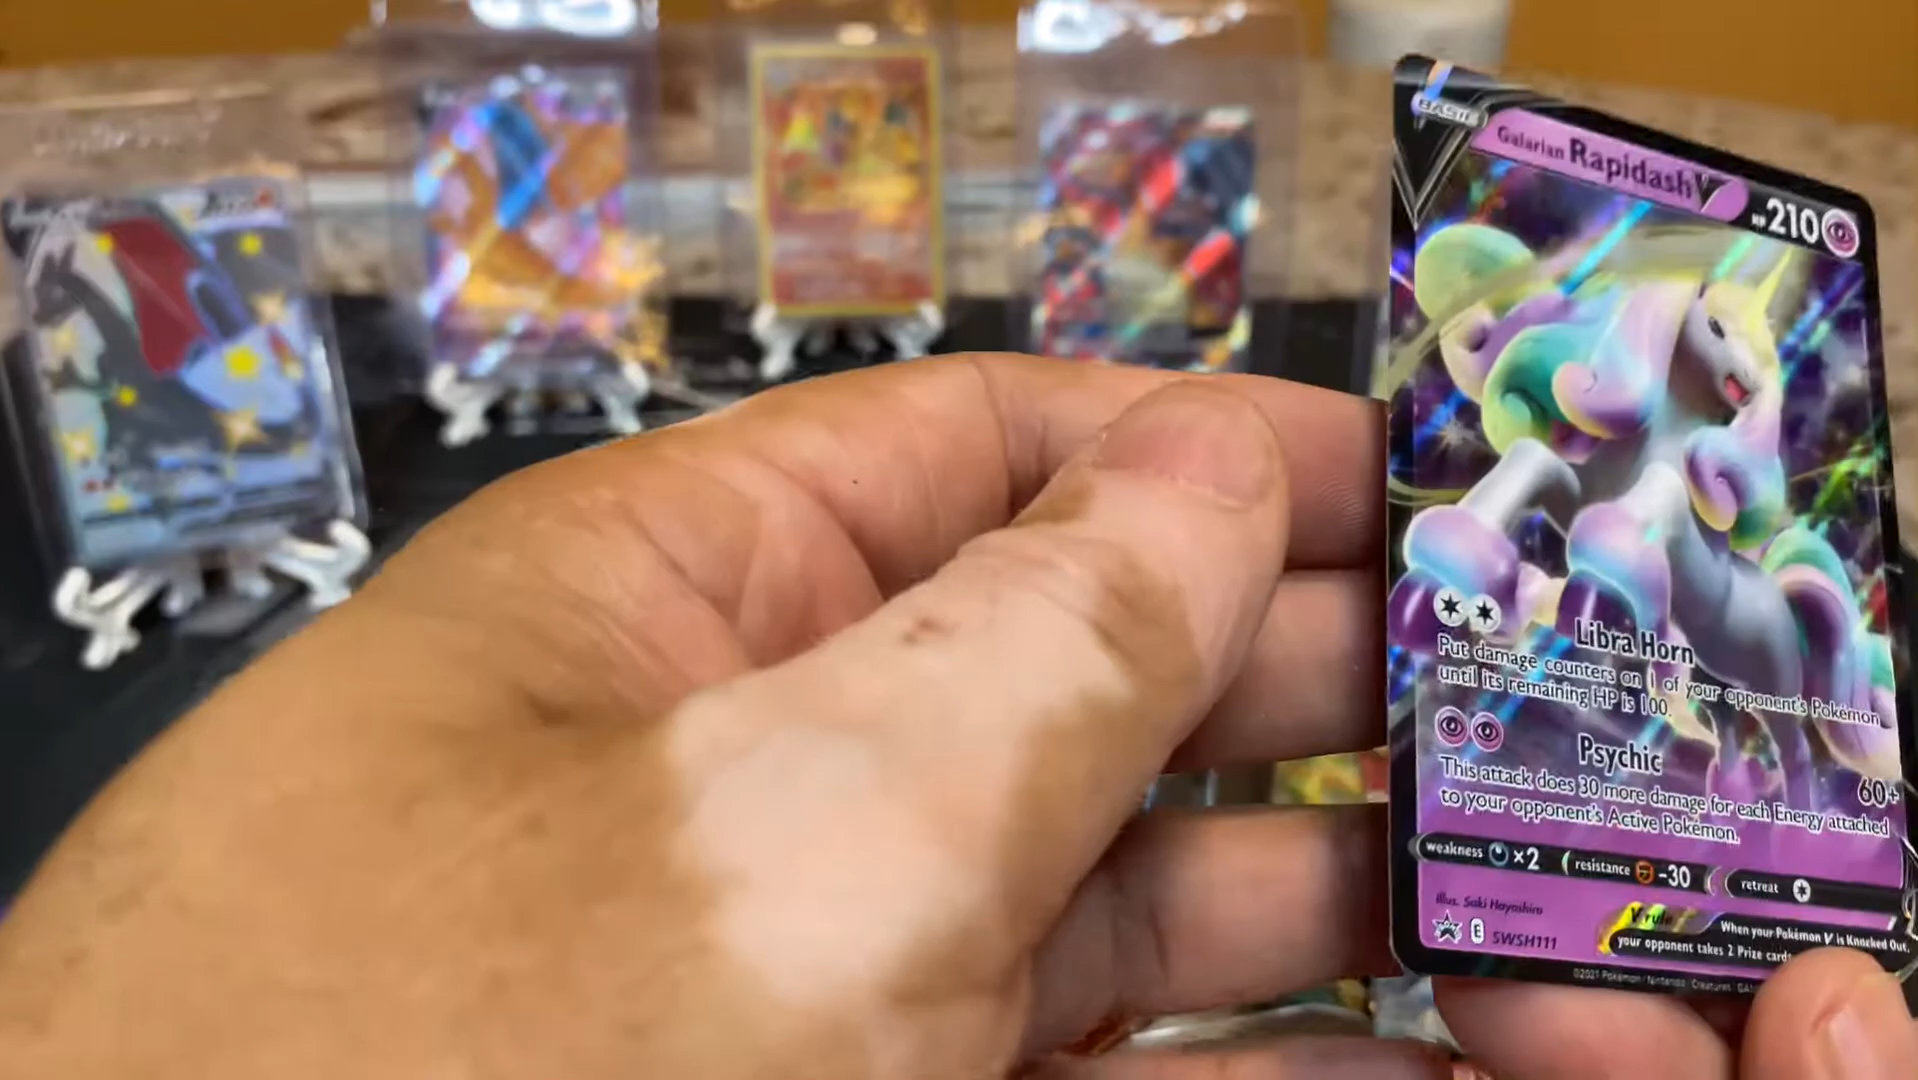 BASIC
Galarian Rapidash V
HP 210
Libra Horn
Put damage counters on 1 of your opponent's Pokémon
until its remaining HP is 100.
Psychic
60+
This attack does 30 more damage for each Energy attached
to your opponent's Active Pokémon.
weakness ×2 resistance -30 retreat
Illus. Saki Hayashiro
V rule
When your Pokémon V is Knocked Out,
your opponent takes 2 Prize cards
E SWSH111
©2021 Pokémon / Nintendo Creatures GA